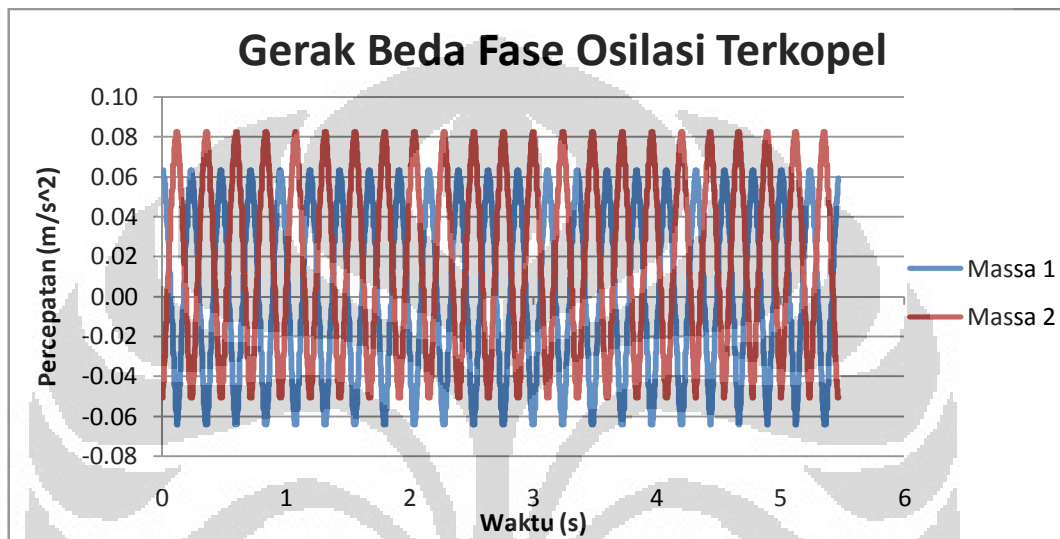 Gerak Beda Fase Osilasi Terkopel
Percepatan (m/s^2)
0.10
0.08
0.06
0.04
0.02
0.00
-0.02
-0.04
-0.06
-0.08
0 1 2 3 4 5 6
Waktu (s)
Massa 1
Massa 2